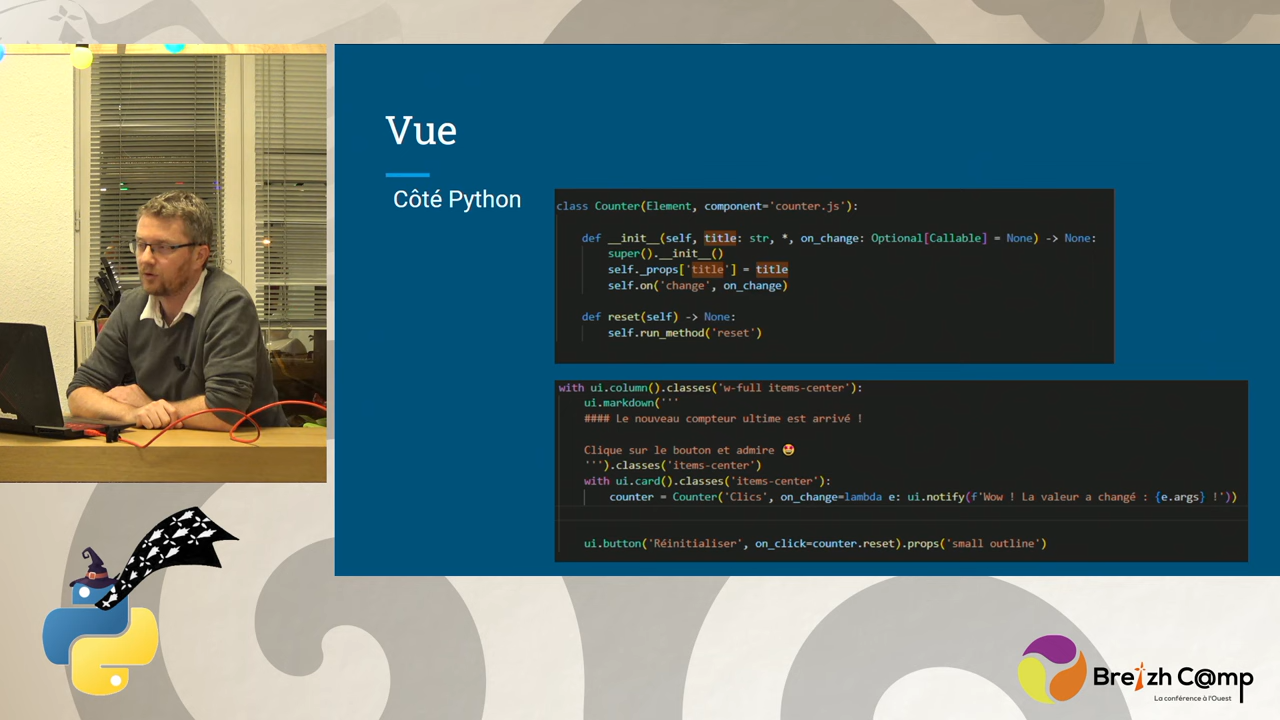 Vue
Côté Python
class Counter(Element, component='counter.js'):
def __init__(self, title: str, *, on_change: Optional[Callable] = None) -> None:
super().__init__()
self._props['title'] = title
self.on('change', on_change)
def reset(self) -> None:
self.run_method('reset')
with ui.column().classes('w-full items-center'):
ui.markdown('''
#### Le nouveau compteur ultime est arrivé !
Clique sur le bouton et admire 🤩
''').classes('items-center')
with ui.card().classes('items-center'):
counter = Counter('Clics', on_change=lambda e: ui.notify(f'Wow ! La valeur a changé : {e.args} !'))
ui.button('Réinitialiser', on_click=counter.reset).props('small outline')
Breizh C@mp
La conférence à l'Ouest